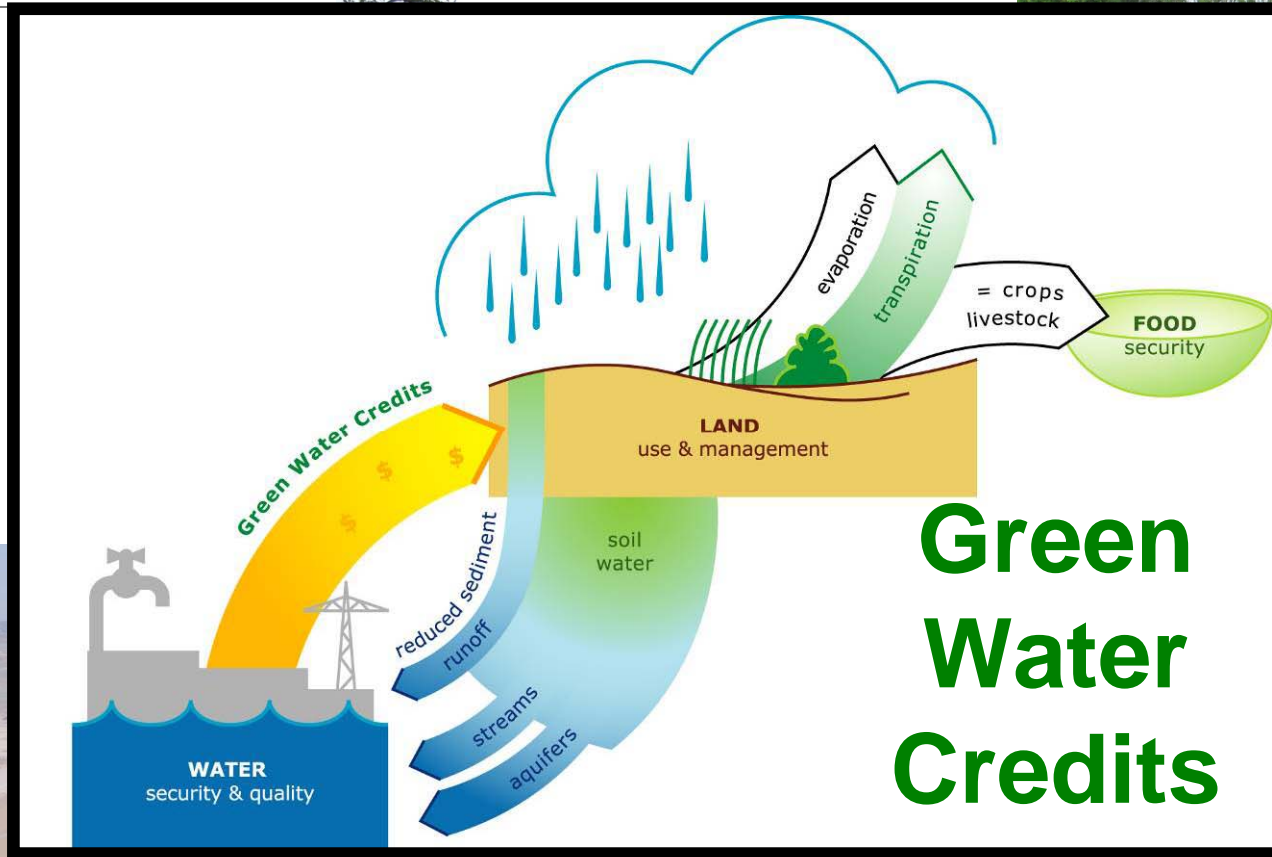 evaporation
transpiration
= crops
livestock
FOOD
security
Green Water Credits
$
$
$
LAND
use & management
reduced sediment
runoff
soil
water
streams
aquifers
WATER
security & quality
Green
Water
Credits